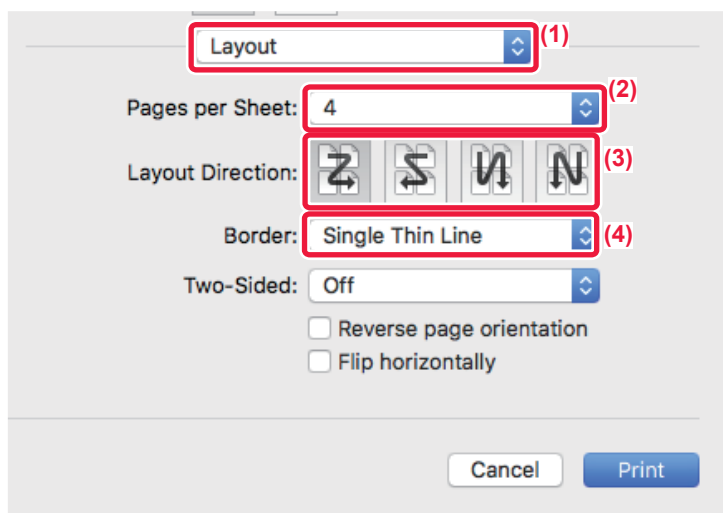 Layout (1)
Pages per Sheet: 4 (2)
Layout Direction: (3)
Border: Single Thin Line (4)
Two-Sided: Off
Reverse page orientation
Flip horizontally
Cancel Print